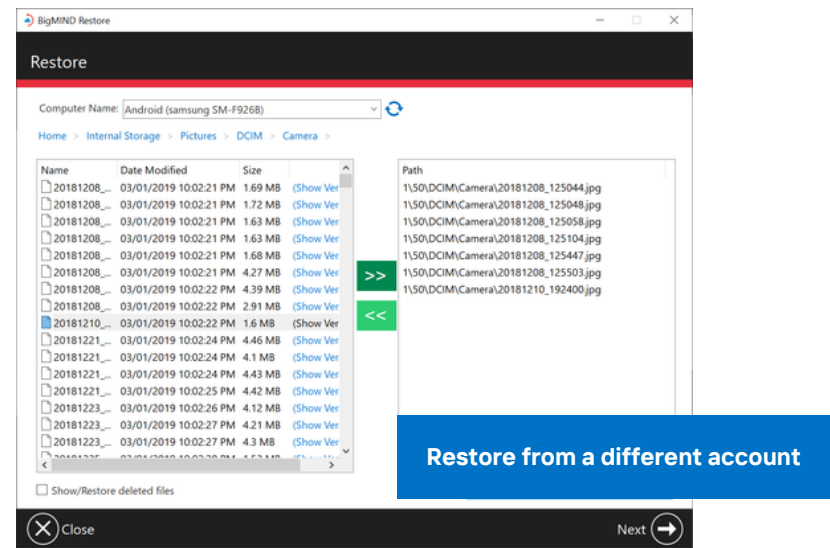 BigMIND Restore
Restore
Computer Name: Android (samsung SM-F926B)
Home > Internal Storage > Pictures > DCIM > Camera >
Name Date Modified Size
20181208_... 03/01/2019 10:02:21 PM 1.69 MB (Show Ver
20181208_... 03/01/2019 10:02:21 PM 1.72 MB (Show Ver
20181208_... 03/01/2019 10:02:21 PM 1.63 MB (Show Ver
20181208_... 03/01/2019 10:02:21 PM 1.63 MB (Show Ver
20181208_... 03/01/2019 10:02:21 PM 1.68 MB (Show Ver
20181208_... 03/01/2019 10:02:21 PM 4.27 MB (Show Ver
20181208_... 03/01/2019 10:02:22 PM 4.39 MB (Show Ver
20181208_... 03/01/2019 10:02:22 PM 2.91 MB (Show Ver
20181210_... 03/01/2019 10:02:22 PM 1.6 MB (Show Ver
20181221_... 03/01/2019 10:02:24 PM 4.46 MB (Show Ver
20181221_... 03/01/2019 10:02:24 PM 4.1 MB (Show Ver
20181221_... 03/01/2019 10:02:24 PM 4.43 MB (Show Ver
20181221_... 03/01/2019 10:02:25 PM 4.42 MB (Show Ver
20181223_... 03/01/2019 10:02:26 PM 4.12 MB (Show Ver
20181223_... 03/01/2019 10:02:27 PM 4.21 MB (Show Ver
20181223_... 03/01/2019 10:02:27 PM 4.3 MB (Show Ver
>>
<<
Path
1\50\DCIM\Camera\20181208_125044.jpg
1\50\DCIM\Camera\20181208_125048.jpg
1\50\DCIM\Camera\20181208_125058.jpg
1\50\DCIM\Camera\20181208_125104.jpg
1\50\DCIM\Camera\20181208_125447.jpg
1\50\DCIM\Camera\20181208_125503.jpg
1\50\DCIM\Camera\20181210_192400.jpg
Restore from a different account
Show/Restore deleted files
Close
Next